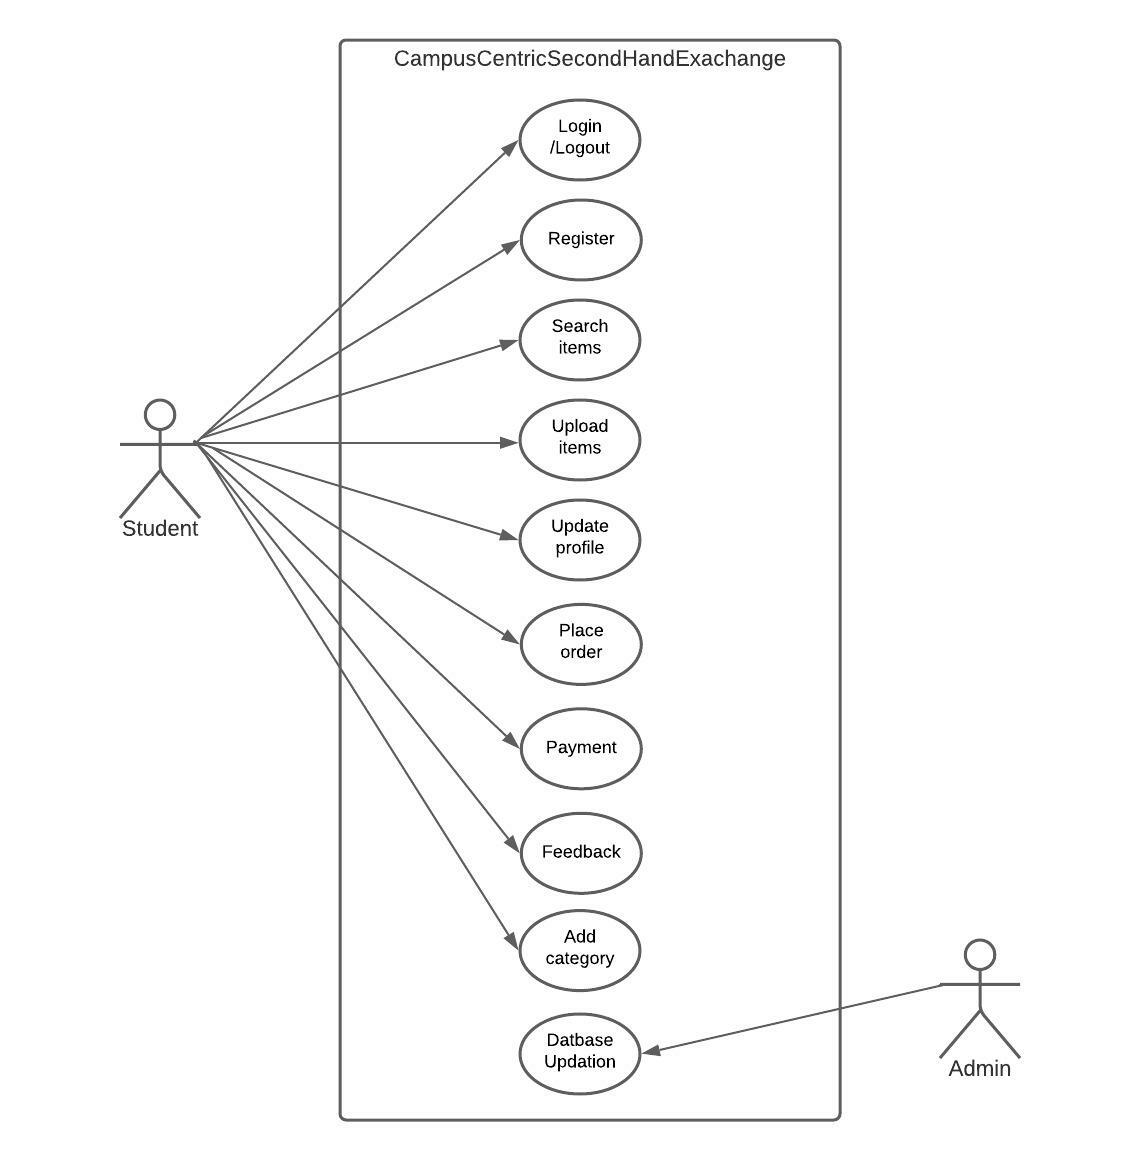 CampusCentricSecondHandExachange
Login
/Logout
Register
Search
items
Upload
items
Update
profile
Student
Place
order
Payment
Feedback
Add
category
Datbase
Updation
Admin